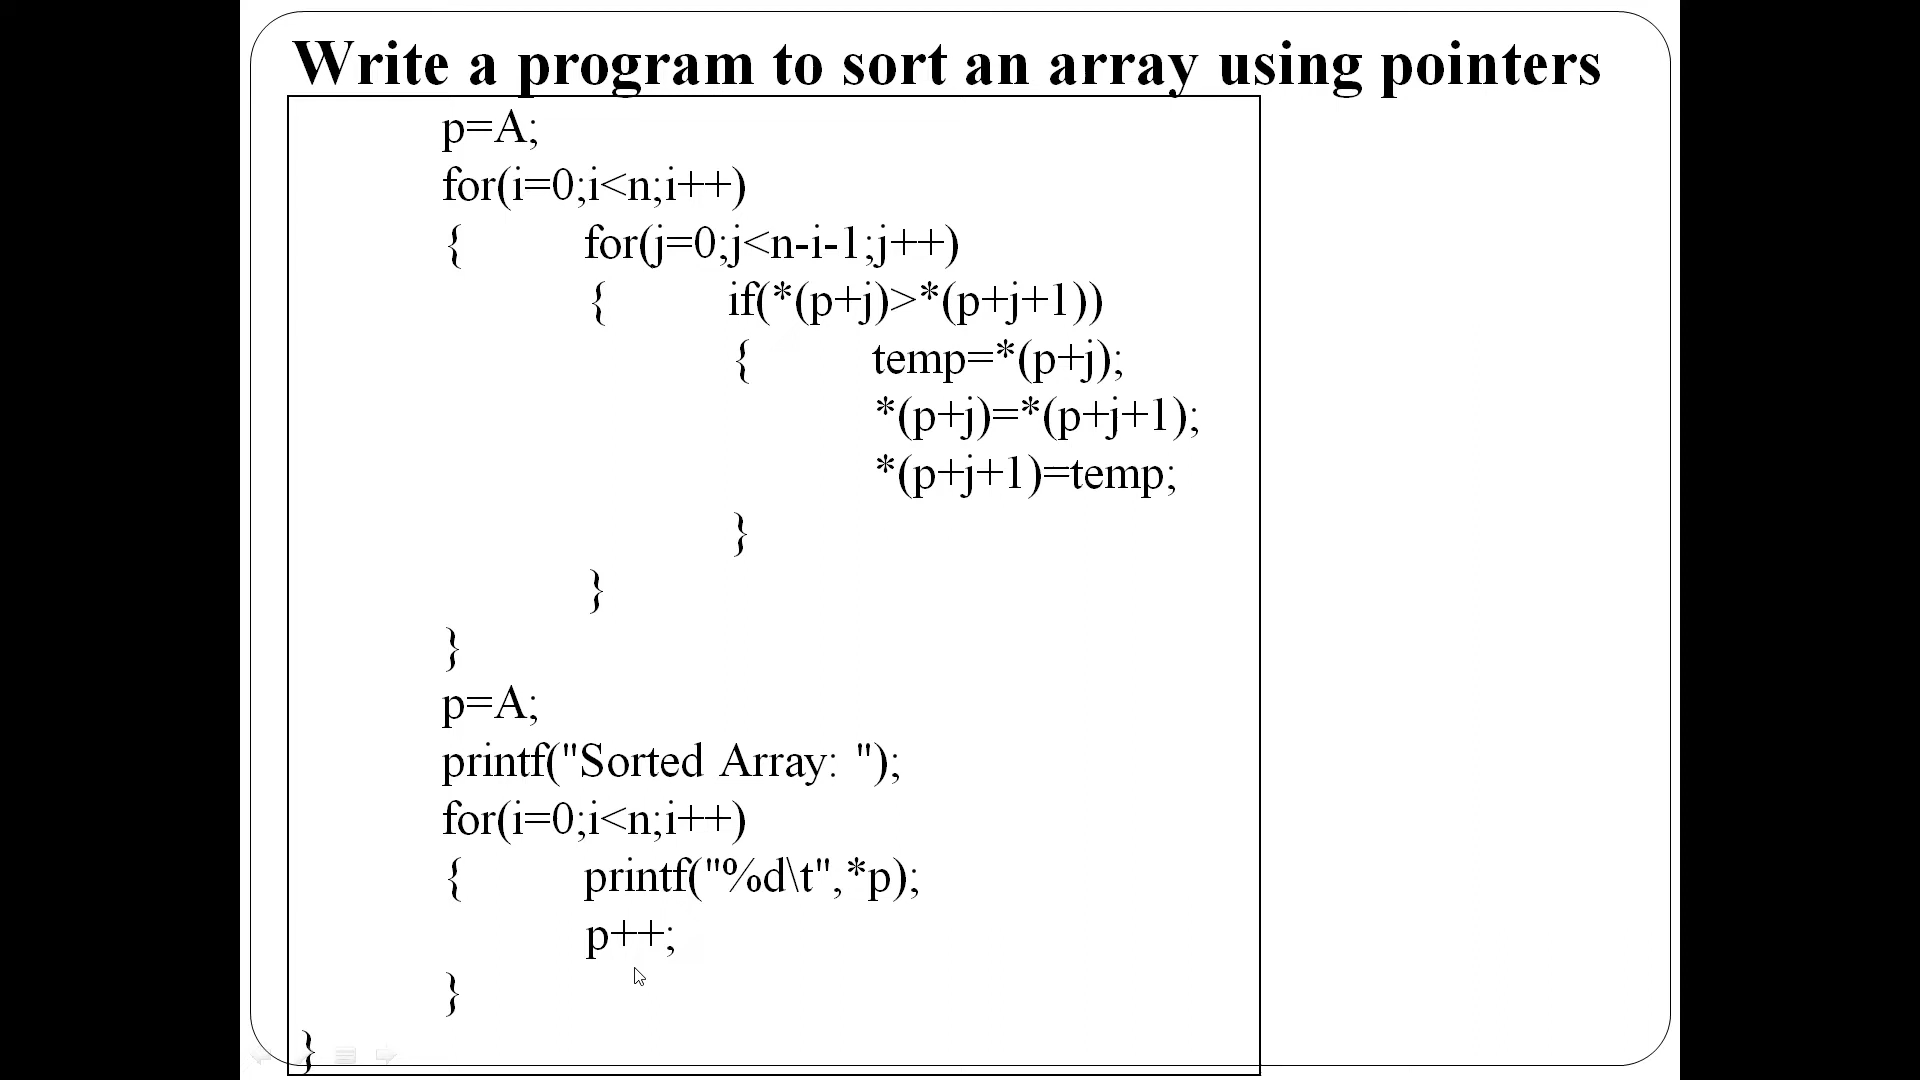 Write a program to sort an array using pointers
p=A;
for(i=0;i<n;i++)
{ for(j=0;j<n-i-1;j++)
{ if(*(p+j)>*(p+j+1))
{ temp=*(p+j);
*(p+j)=*(p+j+1);
*(p+j+1)=temp;
}
}
}
p=A;
printf("Sorted Array: ");
for(i=0;i<n;i++)
{ printf("%d\t",*p);
p++;
}
}